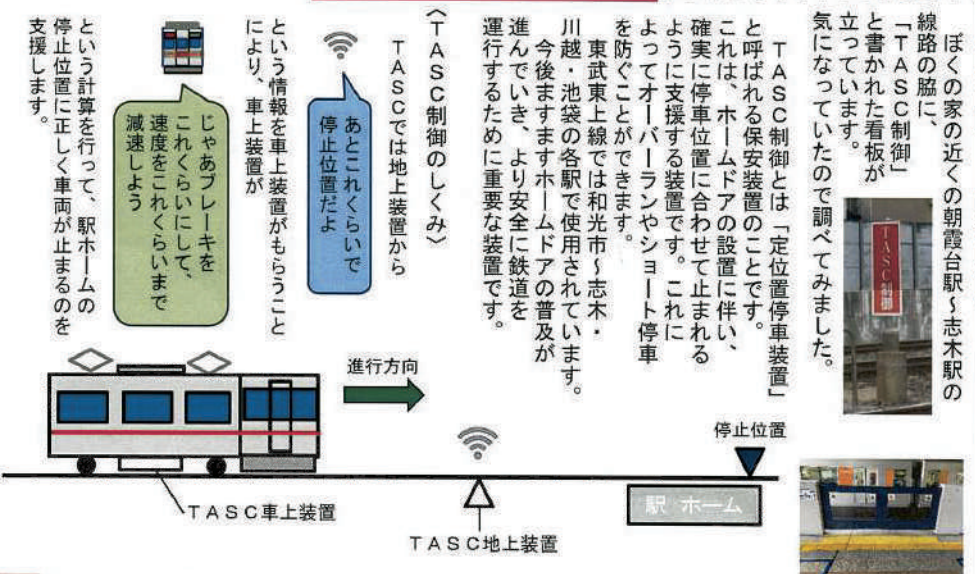 ぼくの家の近くの朝霞台駅～志木駅の
線路の脇に、
「ＴＡＳＣ制御」
と書かれた看板が
立っています。
気になっていたので調べてみました。
ＴＡＳＣ制御
ＴＡＳＣ制御とは「定位置停車装置」
と呼ばれる保安装置のことです。
これは、ホームドアの設置に伴い、
確実に停車位置に合わせて止まれる
ように支援する装置です。これに
よってオーバーランやショート停車
を防ぐことができます。
東武東上線では和光市～志木・
川越・池袋の各駅で使用されています。
今後ますますホームドアの普及が
進んでいき、より安全に鉄道を
運行するために重要な装置です。
〈ＴＡＳＣ制御のしくみ〉
ＴＡＳＣでは地上装置から
あとこれくらいで
停止位置だよ
という情報を車上装置がもらうこと
により、車上装置が
じゃあブレーキを
これくらいにして、
速度をこれくらいまで
減速しよう
という計算を行って、駅ホームの
停止位置に正しく車両が止まるのを
支援します。
進行方向
停止位置
駅 ホーム
ＴＡＳＣ車上装置
ＴＡＳＣ地上装置